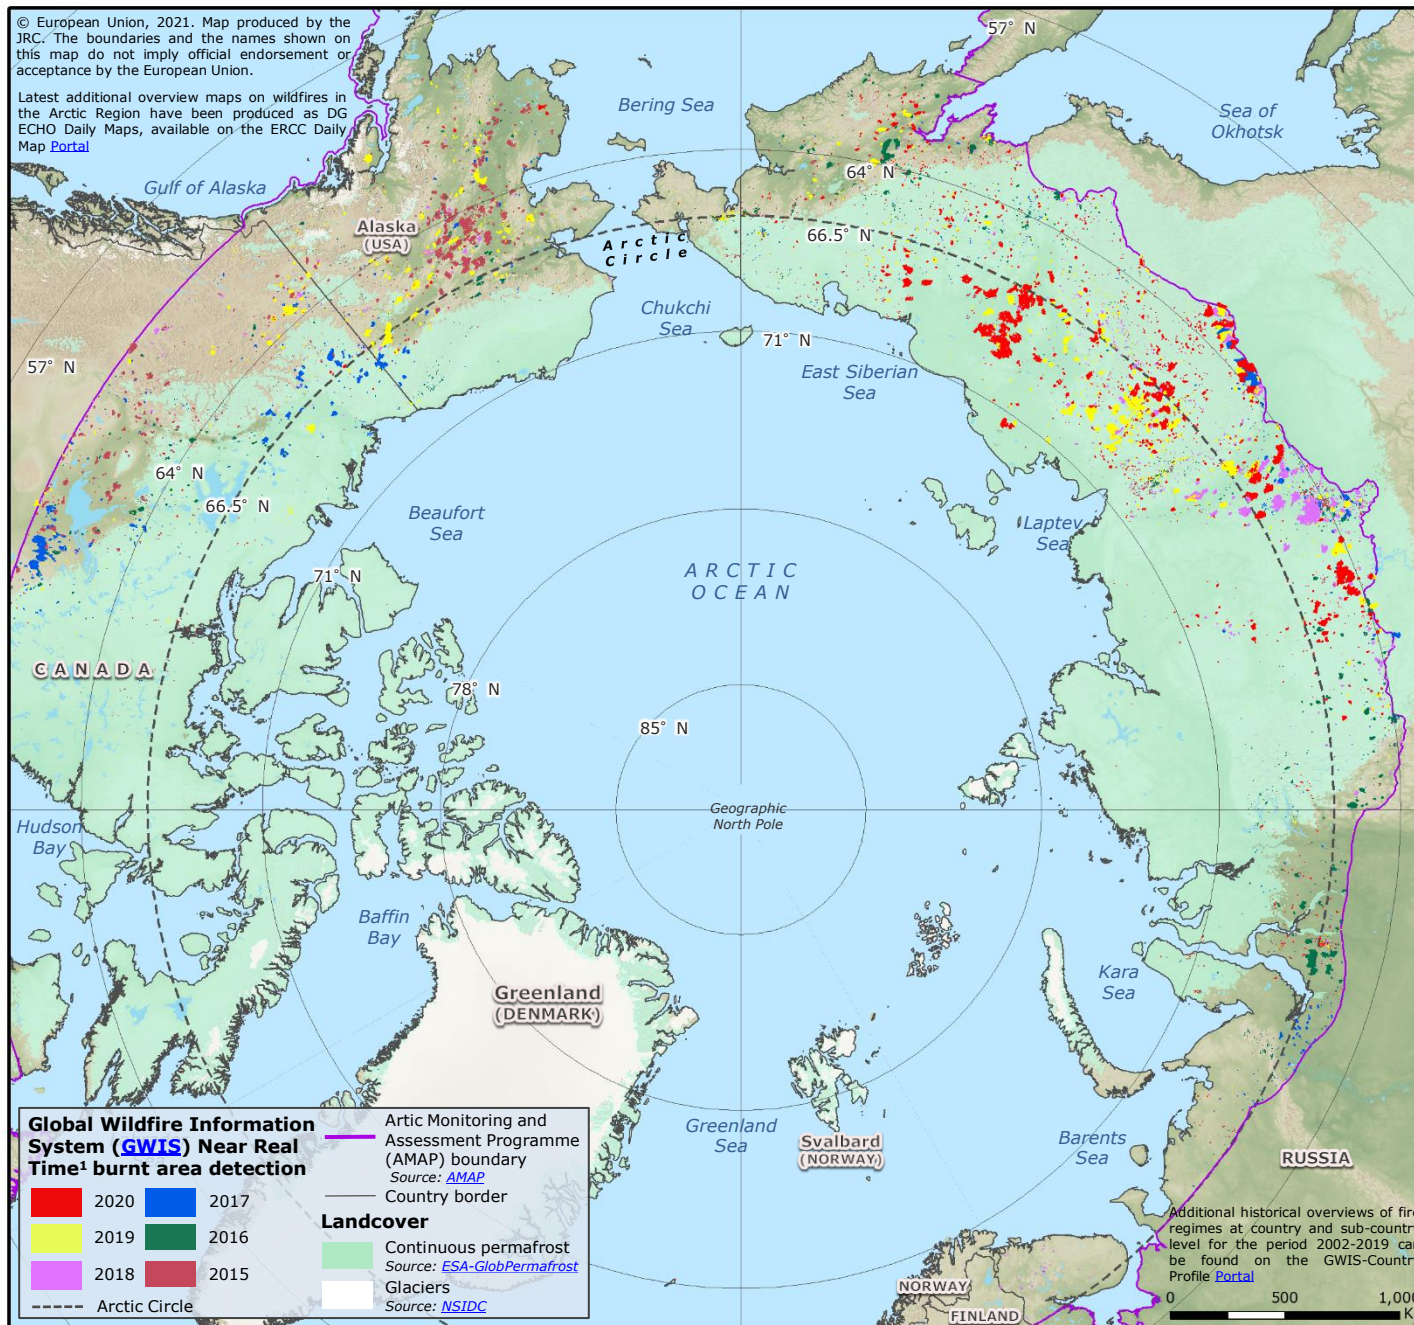 © European Union, 2021. Map produced by the
JRC. The boundaries and the names shown on
this map do not imply official endorsement or
acceptance by the European Union.
Latest additional overview maps on wildfires in
the Arctic Region have been produced as DG
ECHO Daily Maps, available on the ERCC Daily
Map Portal
57° N
Bering Sea
Sea of
Okhotsk
Gulf of Alaska
64° N
Alaska
(USA)
66.5° N
Arctic
Circle
Chukchi
Sea
71° N
57° N
East Siberian
Sea
64° N
66.5° N
Beaufort
Sea
Laptev
Sea
71° N
ARCTIC
OCEAN
CANADA
78° N
85° N
Geographic
North Pole
Hudson
Bay
Baffin
Bay
Kara
Sea
Greenland
(DENMARK)
Greenland
Sea
Svalbard
(NORWAY)
Barents
Sea
RUSSIA
NORWAY
FINLAND
Global Wildfire Information
System (GWIS) Near Real
Time¹ burnt area detection
2020
2017
2019
2016
2018
2015
Arctic Circle
Artic Monitoring and
Assessment Programme
(AMAP) boundary
Source: AMAP
Country border
Landcover
Continuous permafrost
Source: ESA-GlobPermafrost
Glaciers
Source: NSIDC
Additional historical overviews of fire
regimes at country and sub-country
level for the period 2002-2019 can
be found on the GWIS-Country
Profile Portal
0
500
1,000
K